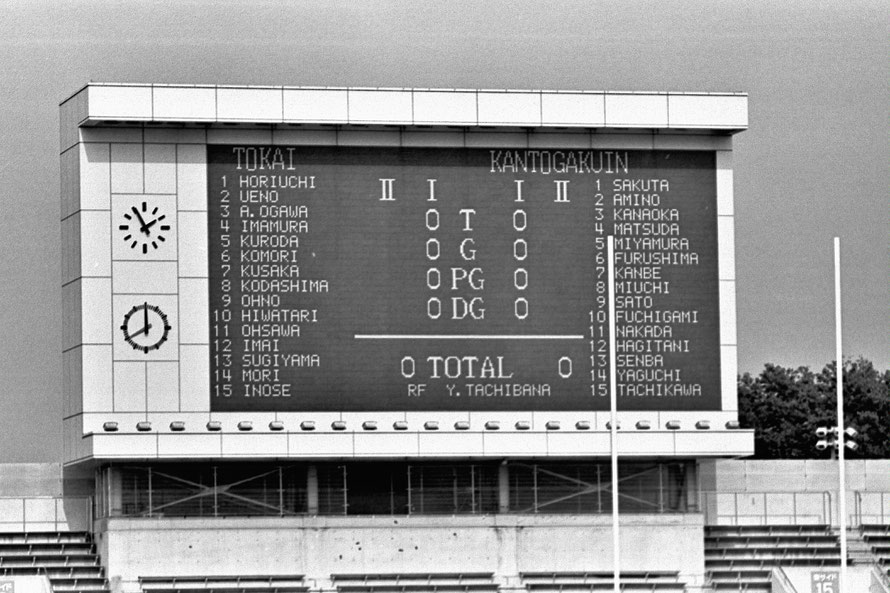 TOKAI KANTOGAKUIN
II I I II
1 HORIUCHI
2 UENO
3 A.OGAWA
4 IMAMURA
5 KURODA
6 KOMORI
7 KUSAKA
8 KODASHIMA
9 OHNO
10 HIWATARI
11 OHSAWA
12 IMAI
13 SUGIYAMA
14 MORI
15 INOSE
0 T 0
0 G 0
0 PG 0
0 DG 0
0 TOTAL 0
RF Y.TACHIBANA
1 SAKUTA
2 AMINO
3 KANAOKA
4 MATSUDA
5 MIYAMURA
6 FURUSHIMA
7 KANBE
8 MIUCHI
9 SATO
10 FUCHIGAMI
11 NAKADA
12 HAGITANI
13 SENBA
14 YAGUCHI
15 TACHIKAWA
15